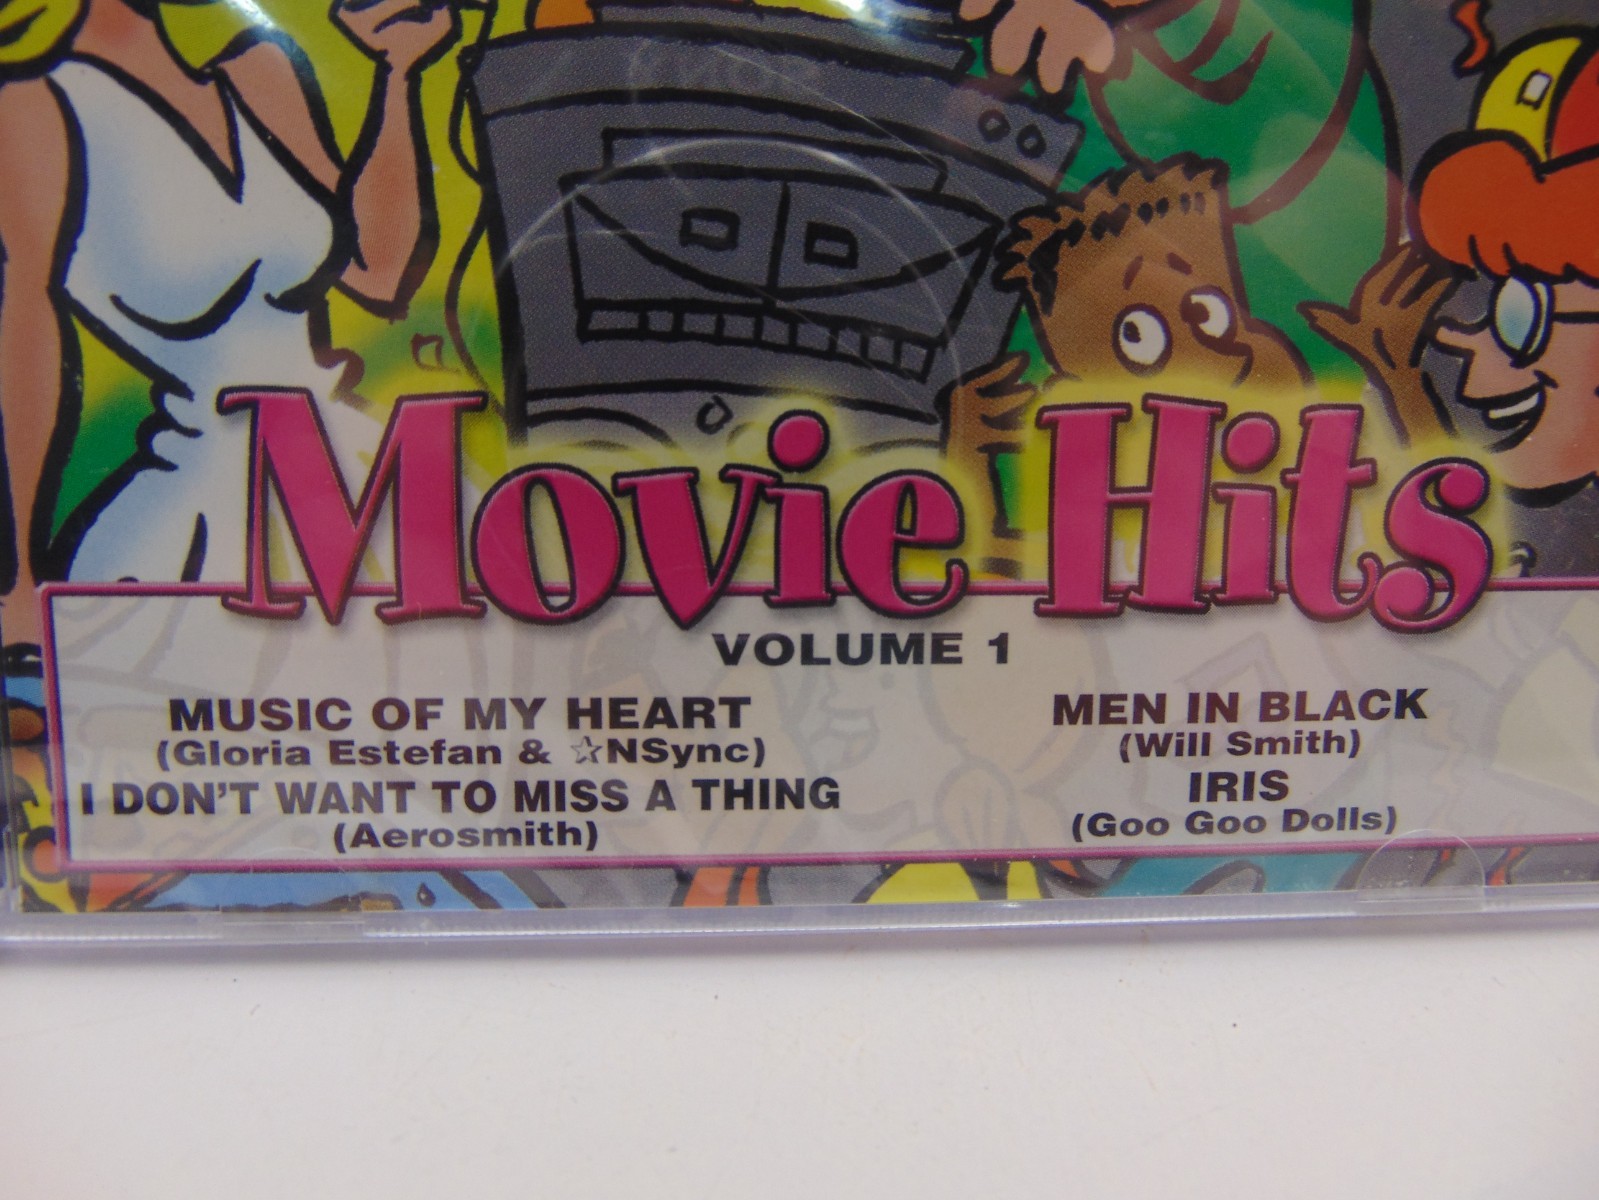 Movie Hits
VOLUME 1
MUSIC OF MY HEART
(Gloria Estefan & ☆NSync)
I DON'T WANT TO MISS A THING
(Aerosmith)
MEN IN BLACK
(Will Smith)
IRIS
(Goo Goo Dolls)